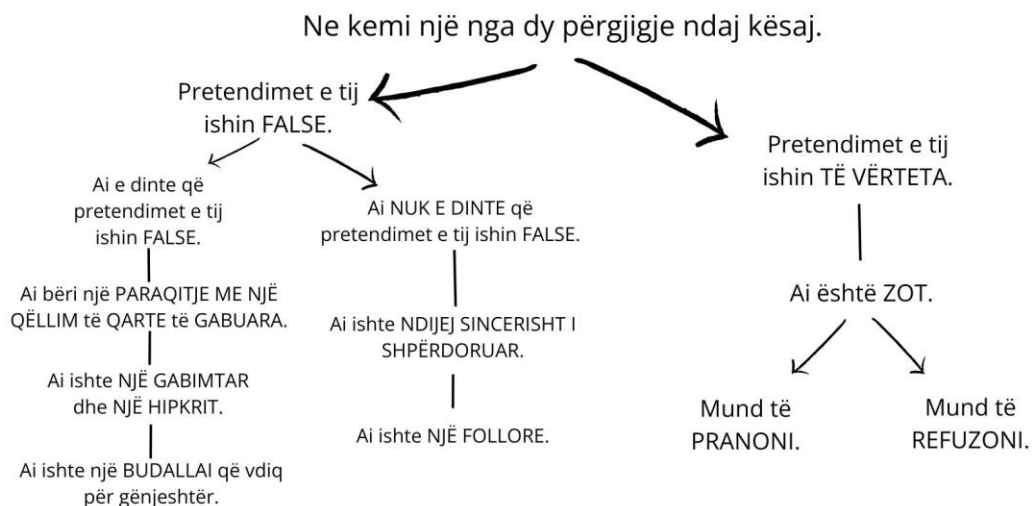 Ne kemi një nga dy përgjigje ndaj kësaj.
Pretendimet e tij
ishin FALSE.
Ai e dinte që
pretendimet e tij
ishin FALSE.
Ai bëri një PARAQITJE ME NJË
QËLLIM të QARTE të GABUARA.
Ai ishte NJË GABIMTAR
dhe NJË HIPKRIT.
Ai ishte një BUDALLAI që vdiq
për gënjeshtër.
Ai NUK E DINTE që
pretendimet e tij ishin FALSE.
Ai ishte NDIJEJ SINCERISHT I
SHPËRDORUAR.
Ai ishte NJË FOLLORE.
Pretendimet e tij
ishin TË VËRTETA.
Ai është ZOT.
Mund të
PRANONI.
Mund të
REFUZONI.